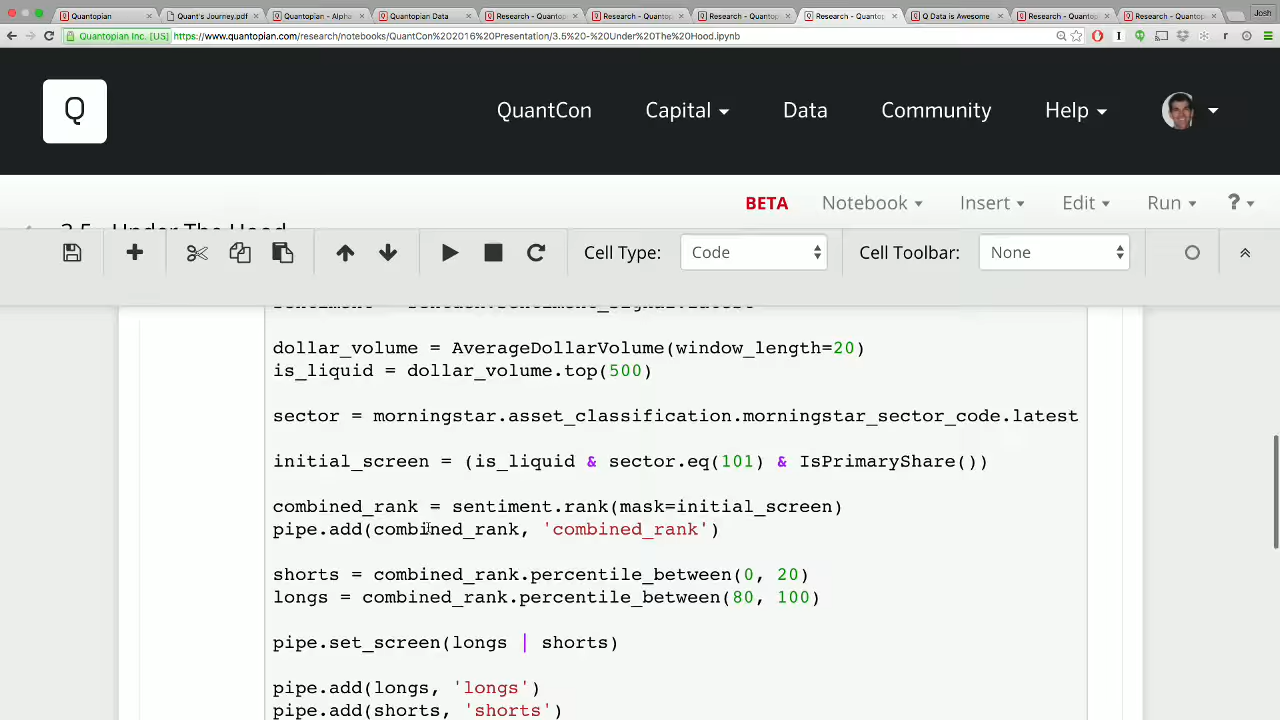 Quantopian
Quant's Journey.pdf
Quantopian - Alpha
Quantopian Data
Research - Quantopian
Research - Quantopian
Research - Quantopian
Research - Quantopian
Q Data is Awesome
Research - Quantopian
Research - Quantopian
Josh
Quantopian Inc. [US]
https://www.quantopian.com/research/notebooks/QuantCon%202016%20Presentation/3.5%20-%20Under%20The%20Hood.ipynb
Q
QuantCon
Capital
Data
Community
Help
BETA
Notebook
Insert
Edit
Run
?
3.5 - Under The Hood
Cell Type:
Code
Cell Toolbar:
None
dollar_volume = AverageDollarVolume(window_length=20)
is_liquid = dollar_volume.top(500)
sector = morningstar.asset_classification.morningstar_sector_code.latest
initial_screen = (is_liquid & sector.eq(101) & IsPrimaryShare())
combined_rank = sentiment.rank(mask=initial_screen)
pipe.add(combined_rank, 'combined_rank')
shorts = combined_rank.percentile_between(0, 20)
longs = combined_rank.percentile_between(80, 100)
pipe.set_screen(longs | shorts)
pipe.add(longs, 'longs')
pipe.add(shorts, 'shorts')